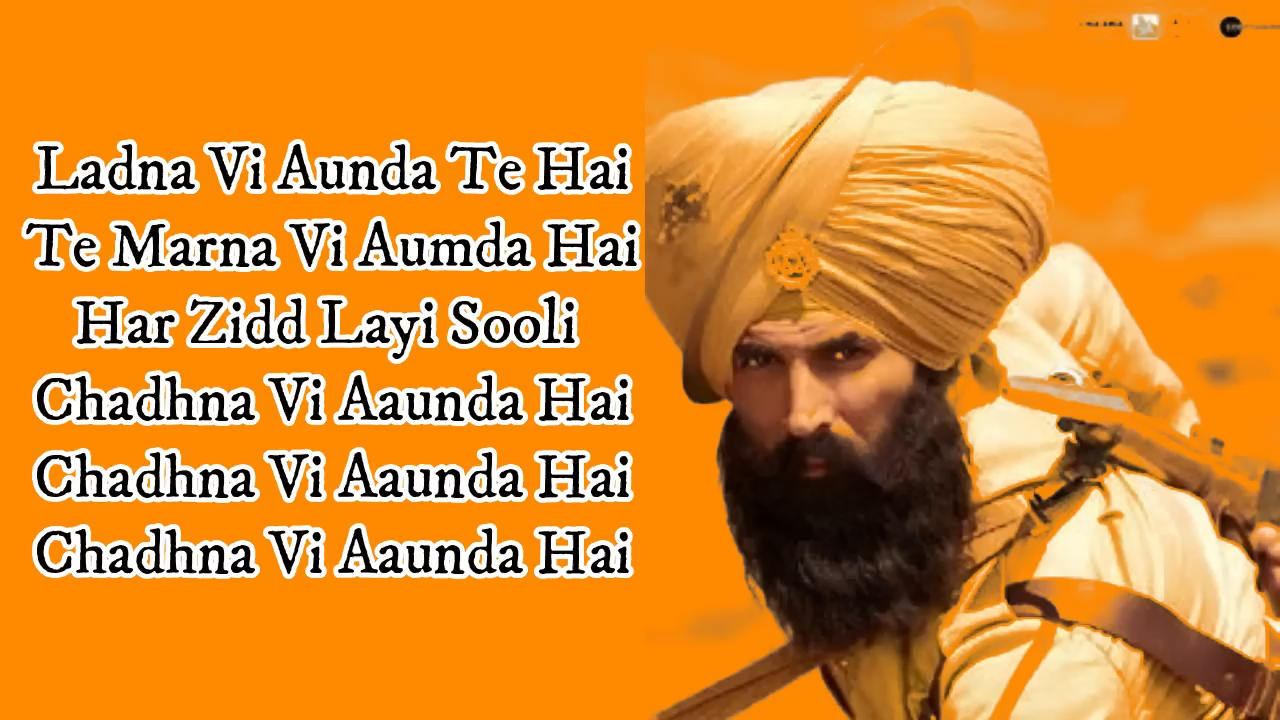 Ladna Vi Aunda Te Hai
Te Marna Vi Aumda Hai
Har Zidd Layi Sooli
Chadhna Vi Aaunda Hai
Chadhna Vi Aaunda Hai
Chadhna Vi Aaunda Hai